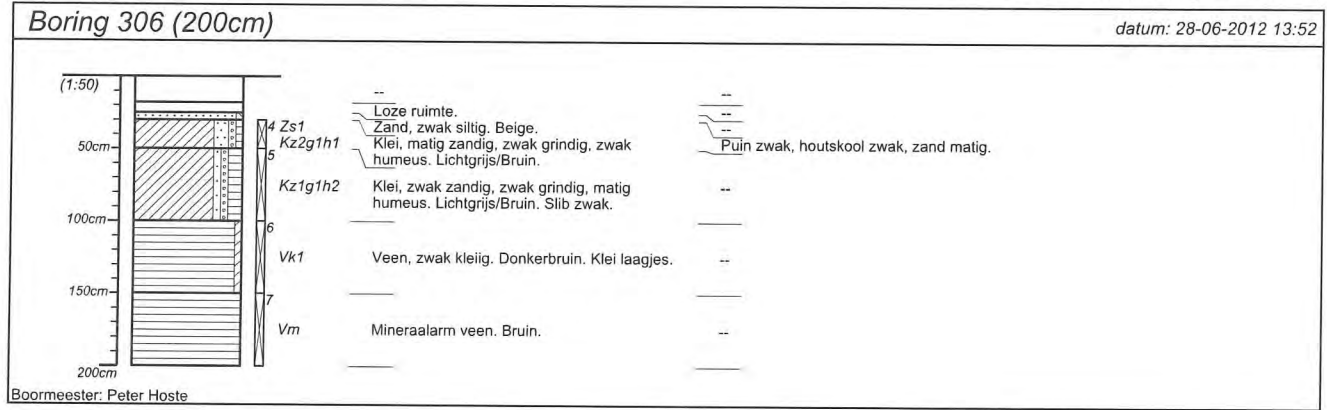 Boring 306 (200cm)
datum: 28-06-2012 13:52
(1:50)
--
--
Loze ruimte.
--
4 Zs1
Zand, zwak siltig. Beige.
--
50cm
Kz2g1h1
Klei, matig zandig, zwak grindig, zwak
humeus. Lichtgrijs/Bruin.
Puin zwak, houtskool zwak, zand matig.
5
Kz1g1h2
Klei, zwak zandig, zwak grindig, matig
humeus. Lichtgrijs/Bruin. Slib zwak.
--
100cm
6
Vk1
Veen, zwak kleiig. Donkerbruin. Klei laagjes.
--
150cm
7
Vm
Mineraalarm veen. Bruin.
--
200cm
Boormeester: Peter Hoste